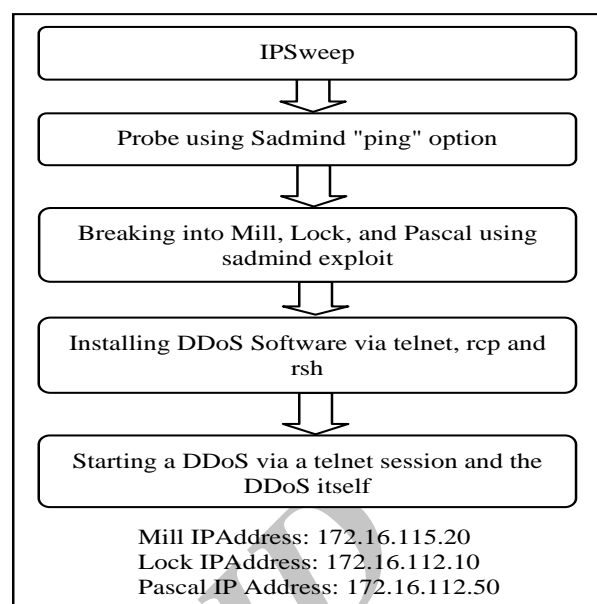 IPSweep
Probe using Sadmind "ping" option
Breaking into Mill, Lock, and Pascal using
sadmind exploit
Installing DDoS Software via telnet, rcp and
rsh
Starting a DDoS via a telnet session and the
DDoS itself
Mill IPAddress: 172.16.115.20
Lock IPAddress: 172.16.112.10
Pascal IP Address: 172.16.112.50